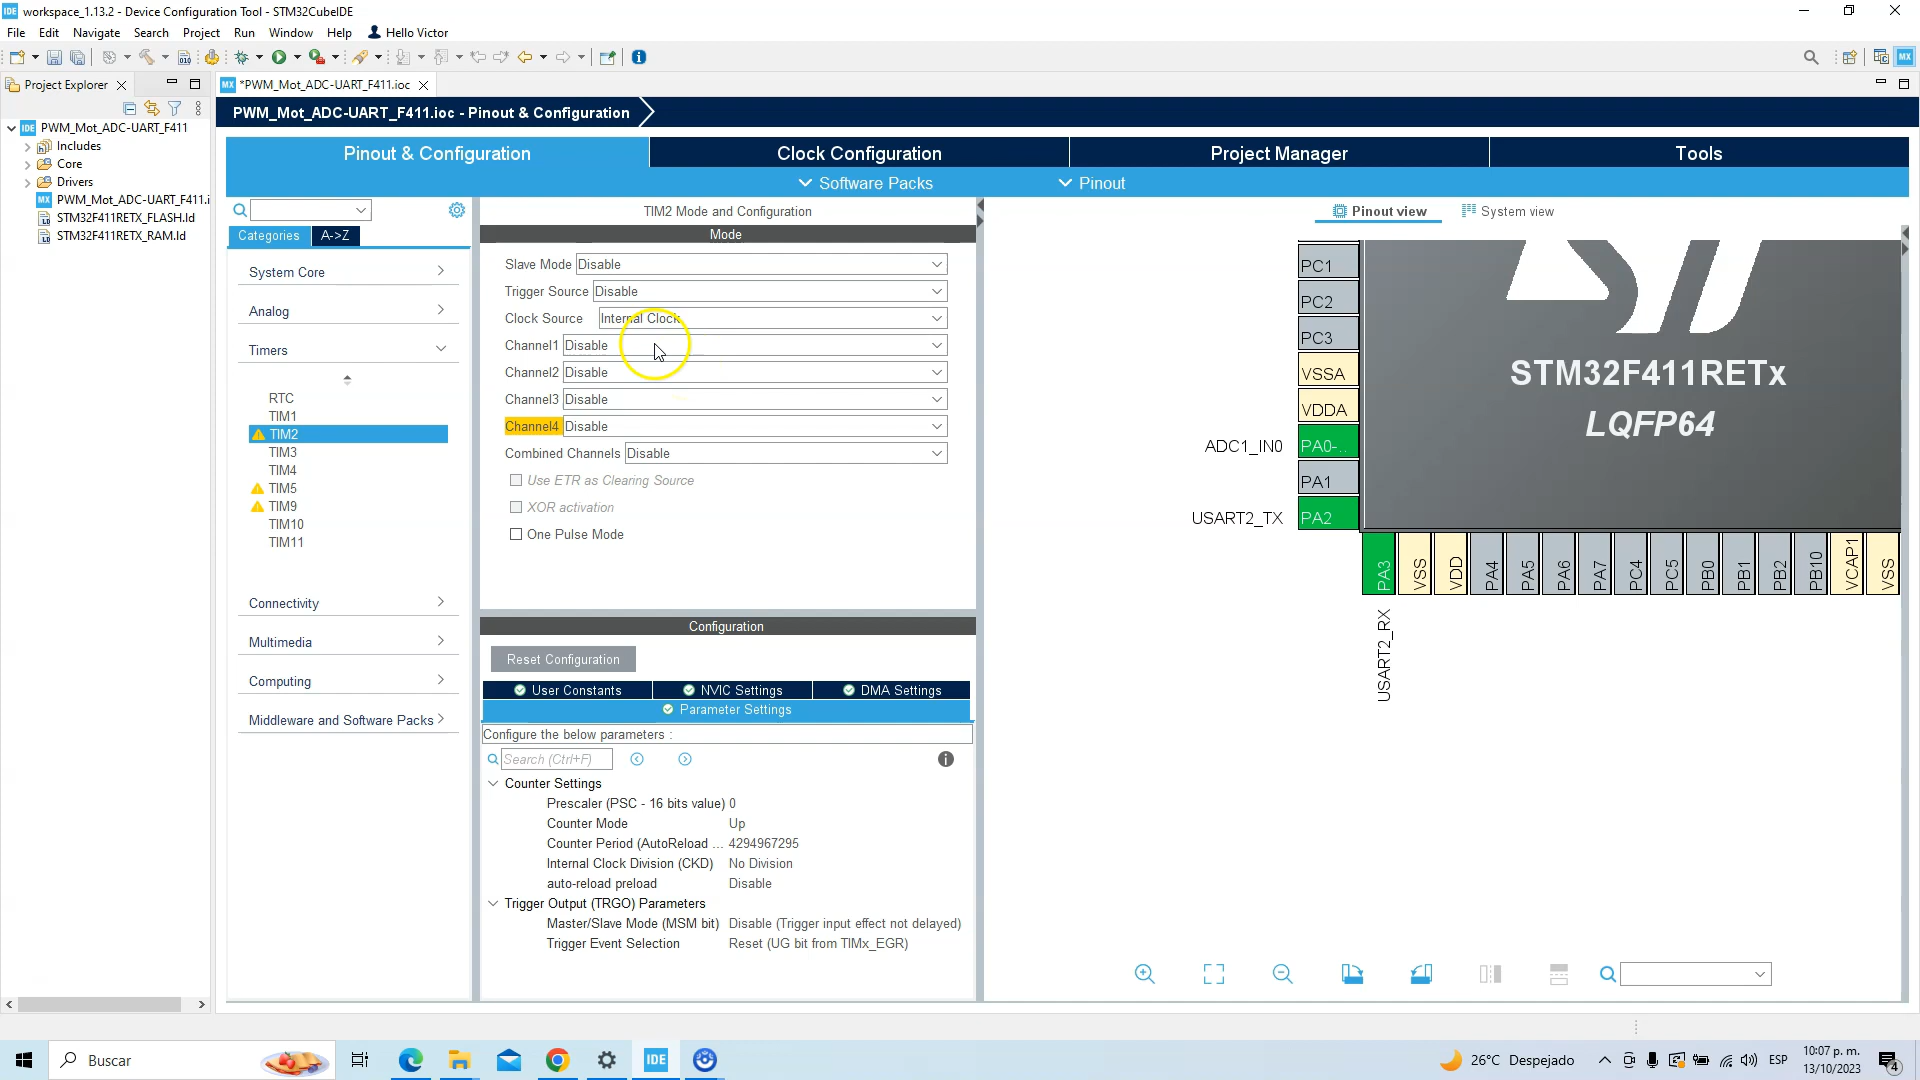 workspace_1.13.2 - Device Configuration Tool - STM32CubeIDE
File Edit Navigate Search Project Run Window Help Hello Victor
Project Explorer
*PWM_Mot_ADC-UART_F411.ioc
PWM_Mot_ADC-UART_F411
Includes
Core
Drivers
PWM_Mot_ADC-UART_F411.i
STM32F411RETX_FLASH.ld
STM32F411RETX_RAM.ld
PWM_Mot_ADC-UART_F411.ioc - Pinout & Configuration
Pinout & Configuration
Clock Configuration
Project Manager
Tools
Software Packs
Pinout
Categories
A->Z
System Core
Analog
Timers
RTC
TIM1
TIM2
TIM3
TIM4
TIM5
TIM9
TIM10
TIM11
Connectivity
Multimedia
Computing
Middleware and Software Packs
TIM2 Mode and Configuration
Mode
Slave Mode Disable
Trigger Source Disable
Clock Source Internal Clock
Channel1 Disable
Channel2 Disable
Channel3 Disable
Channel4 Disable
Combined Channels Disable
Use ETR as Clearing Source
XOR activation
One Pulse Mode
Configuration
Reset Configuration
User Constants
NVIC Settings
DMA Settings
Parameter Settings
Configure the below parameters :
Search (Ctrl+F)
Counter Settings
Prescaler (PSC - 16 bits value) 0
Counter Mode Up
Counter Period (AutoReload ... 4294967295
Internal Clock Division (CKD) No Division
auto-reload preload Disable
Trigger Output (TRGO) Parameters
Master/Slave Mode (MSM bit) Disable (Trigger input effect not delayed)
Trigger Event Selection Reset (UG bit from TIMx_EGR)
Pinout view
System view
PC1
PC2
PC3
VSSA
VDDA
ADC1_IN0 PA0-..
PA1
USART2_TX PA2
STM32F411RETx
LQFP64
PA3
VSS
VDD
PA4
PA5
PA6
PA7
PC4
PC5
PB0
PB1
PB2
PB10
VCAP1
VSS
USART2_RX
Buscar
IDE
26°C Despejado
ESP
10:07 p. m.
13/10/2023
4